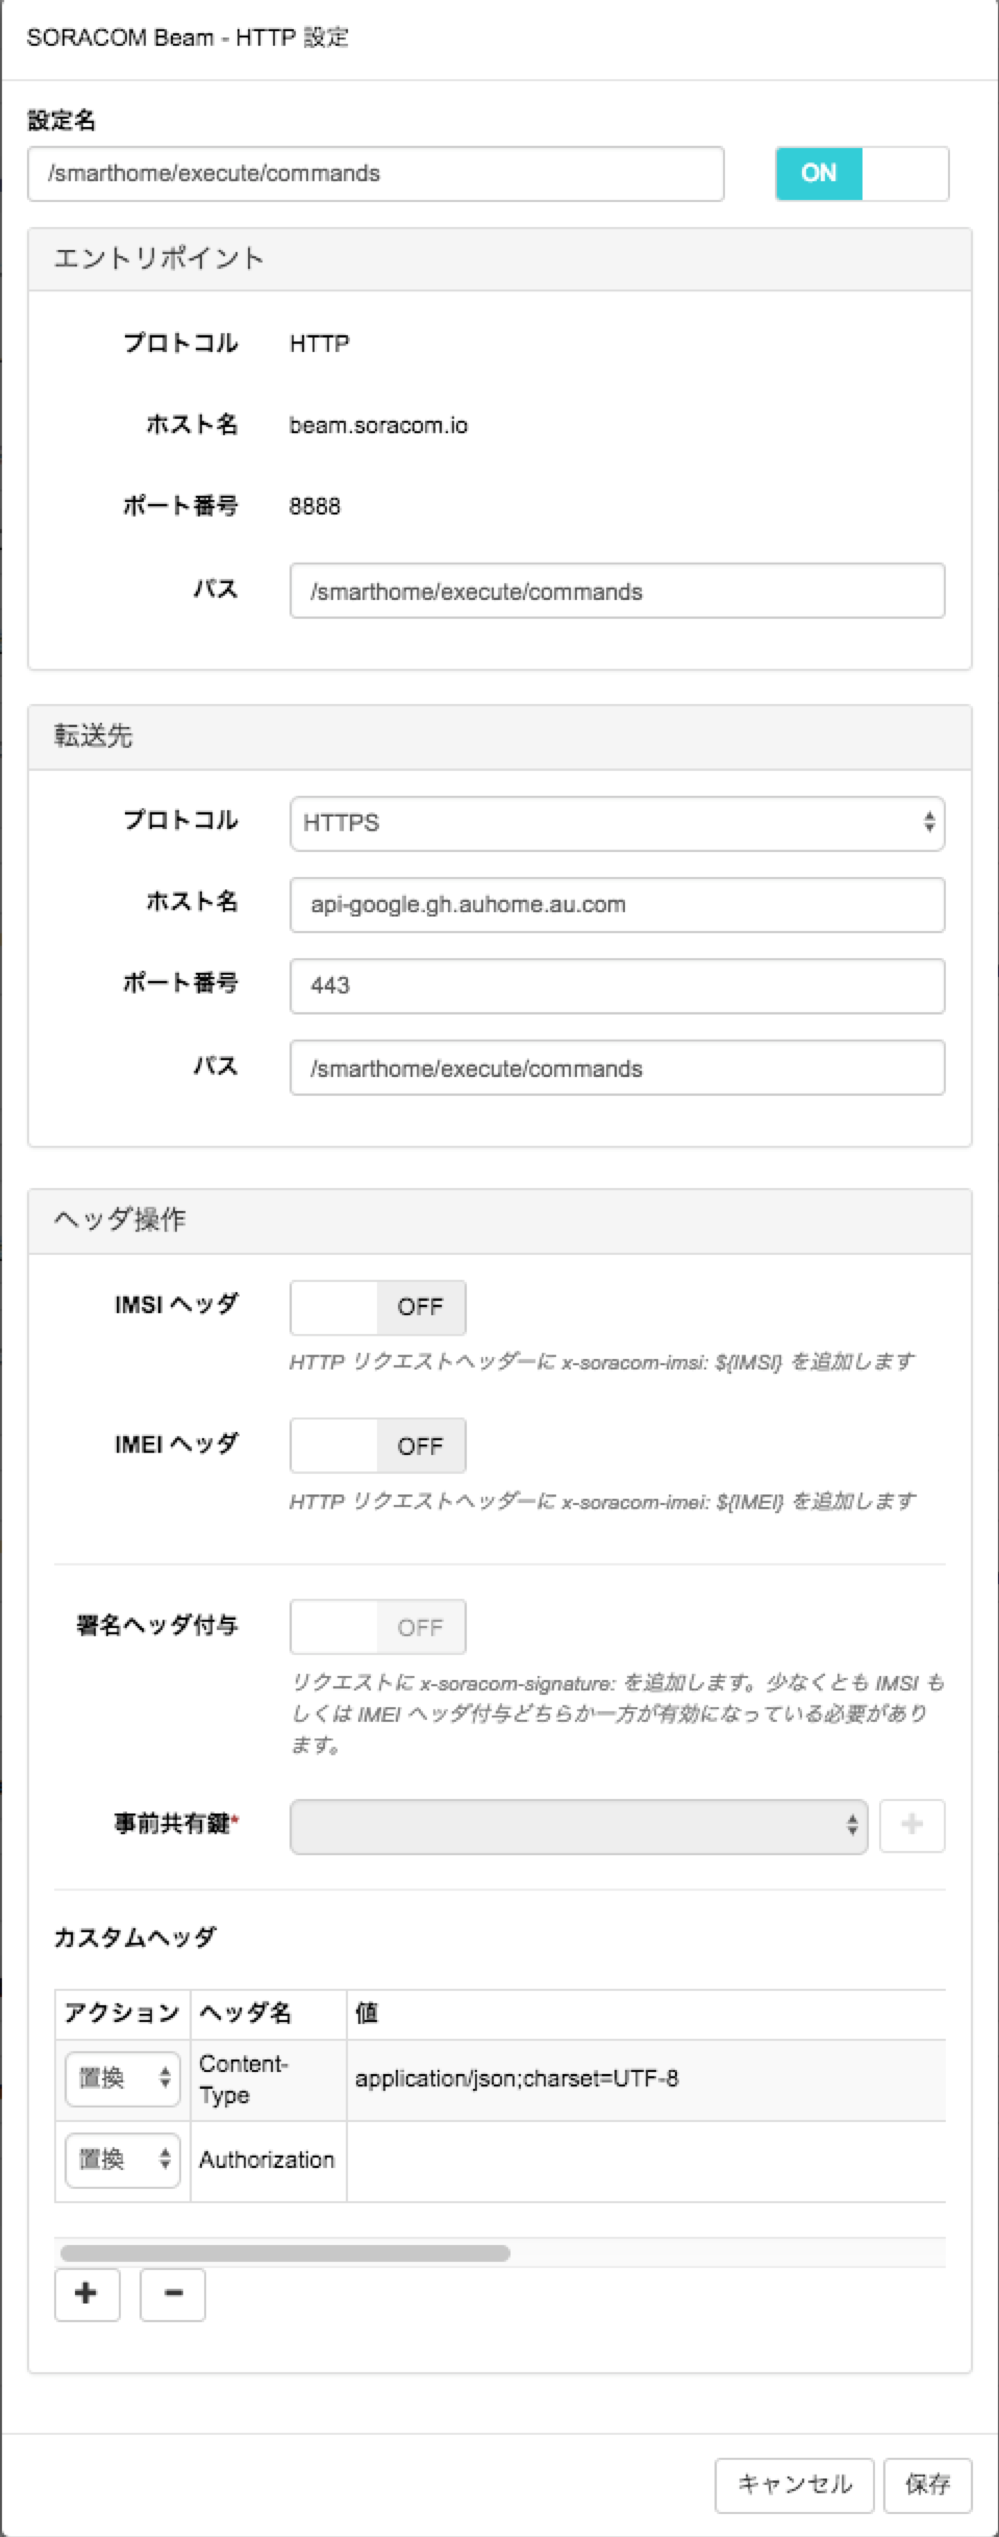 SORACOM Beam - HTTP 設定
設定名
/smarthome/execute/commands
ON
エントリポイント
プロトコル HTTP
ホスト名 beam.soracom.io
ポート番号 8888
パス /smarthome/execute/commands
転送先
プロトコル HTTPS
ホスト名 api-google.gh.auhome.au.com
ポート番号 443
パス /smarthome/execute/commands
ヘッダ操作
IMSI ヘッダ OFF
HTTP リクエストヘッダーに x-soracom-imsi: ${IMSI} を追加します
IMEI ヘッダ OFF
HTTP リクエストヘッダーに x-soracom-imei: ${IMEI} を追加します
署名ヘッダ付与 OFF
リクエストに x-soracom-signature: を追加します。少なくとも IMSI も
しくは IMEI ヘッダ付与どちらか一方が有効になっている必要があり
ます。
事前共有鍵*
カスタムヘッダ
アクション ヘッダ名 値
置換 Content-
Type application/json;charset=UTF-8
置換 Authorization
キャンセル 保存